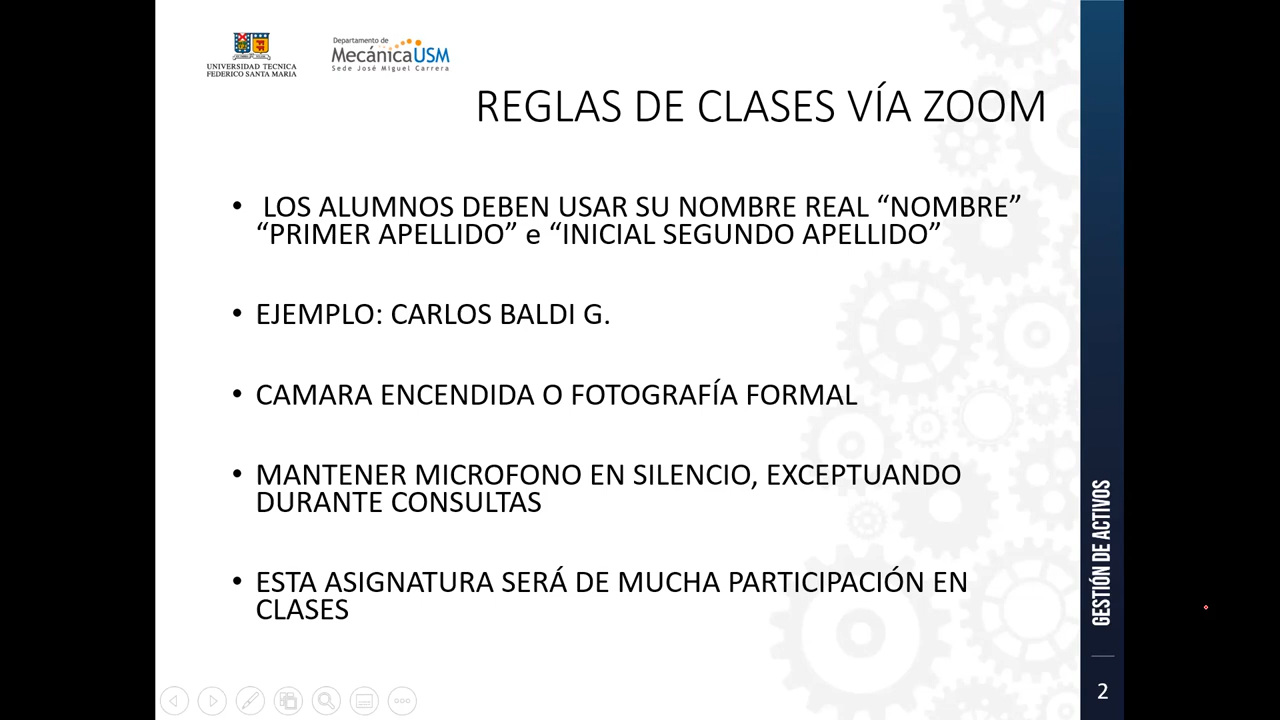 UNIVERSIDAD TECNICA
FEDERICO SANTA MARIA
Departamento de
MecánicaUSM
Sede José Miguel Carrera
REGLAS DE CLASES VÍA ZOOM
• LOS ALUMNOS DEBEN USAR SU NOMBRE REAL “NOMBRE”
“PRIMER APELLIDO” e “INICIAL SEGUNDO APELLIDO”
• EJEMPLO: CARLOS BALDI G.
• CAMARA ENCENDIDA O FOTOGRAFÍA FORMAL
• MANTENER MICROFONO EN SILENCIO, EXCEPTUANDO
DURANTE CONSULTAS
• ESTA ASIGNATURA SERÁ DE MUCHA PARTICIPACIÓN EN
CLASES
GESTIÓN DE ACTIVOS
2